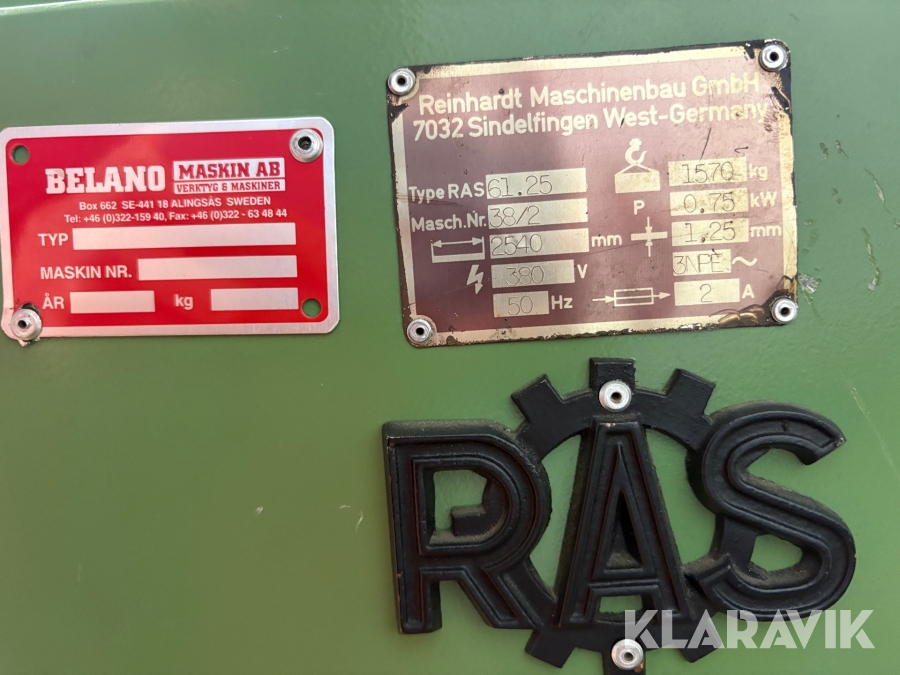 BELANO MASKIN AB
VERKTYG & MASKINER
Box 662 SE-441 18 ALINGSÅS SWEDEN
Tel: +46 (0)322-159 40, Fax: +46 (0)322 - 63 48 44
TYP
MASKIN NR.
ÅR kg
Reinhardt Maschinenbau GmbH
7032 Sindelfingen West-Germany
Type RAS 61.25 1570 kg
Masch.Nr. 38/2 P 0.75 kW
2540 mm 1.25 mm
380 V 3NPE ~
50 Hz 2 A
RAS
KLARAVIK